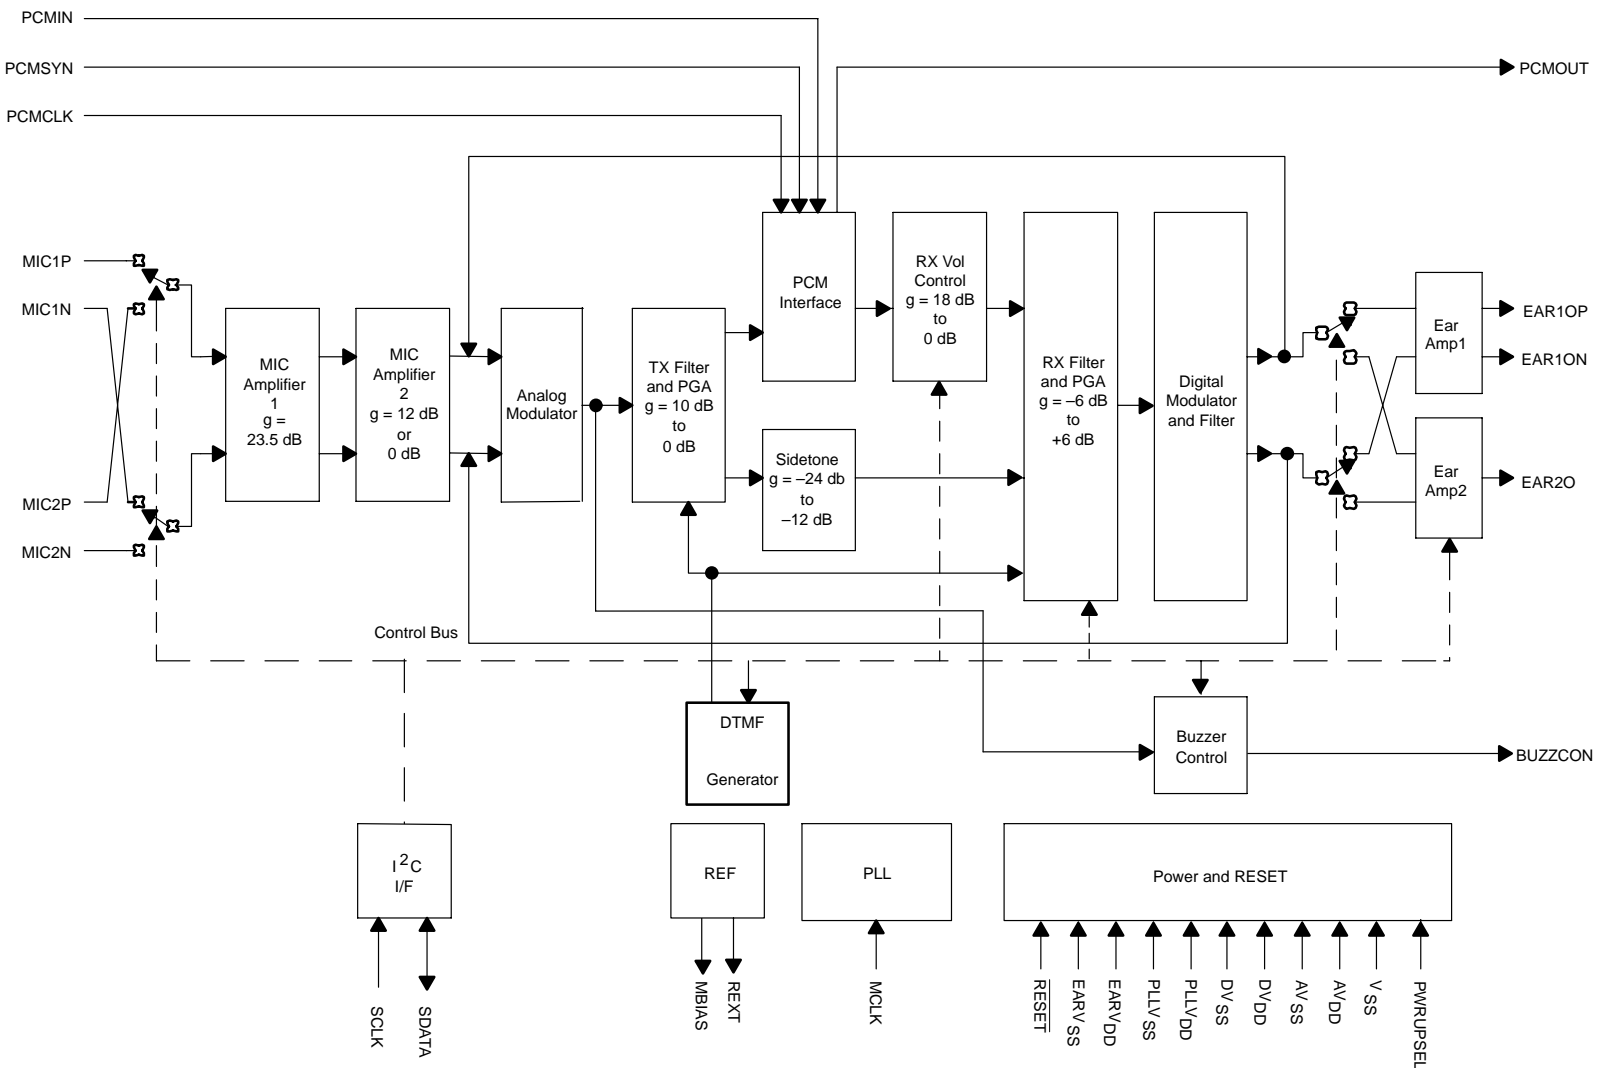 PCMIN
PCMSYN
PCMOUT
PCMCLK
MIC1P
MIC1N
MIC2P
MIC2N
MIC
Amplifier
1
g =
23.5 dB
MIC
Amplifier
2
g = 12 dB
or
0 dB
Analog
Modulator
TX Filter
and PGA
g = 10 dB
to
0 dB
PCM
Interface
Sidetone
g = –24 db
to
–12 dB
RX Vol
Control
g = 18 dB
to
0 dB
RX Filter
and PGA
g = –6 dB
to
+6 dB
Digital
Modulator
and Filter
Ear
Amp1
Ear
Amp2
EAR1OP
EAR1ON
EAR2O
Control Bus
DTMF
Generator
Buzzer
Control
BUZZCON
I2C
I/F
REF
PLL
Power and RESET
SCLK
SDATA
MBIAS
REXT
MCLK
RESET
EARVSS
EARVDD
PLLVSS
PLLVDD
DVSS
DVDD
AVSS
AVDD
VSS
PWRUPSEL